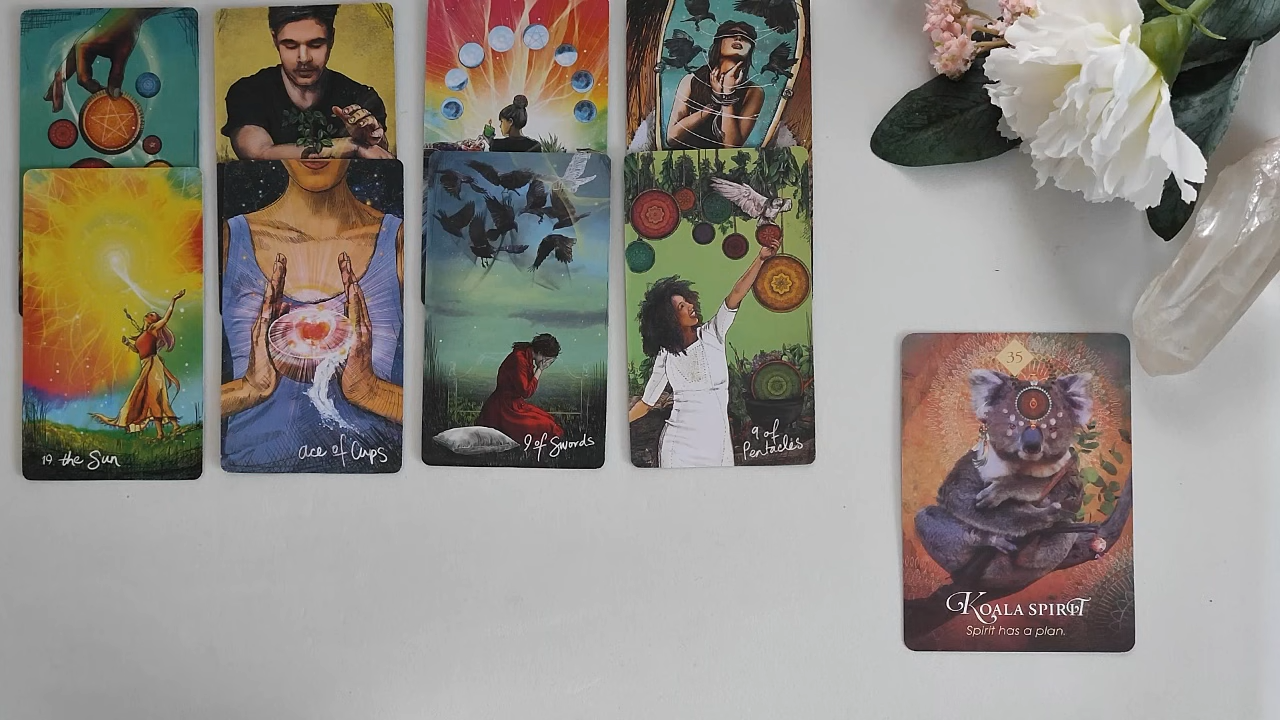 19 the Sun
ace of Cups
9 of Swords
9 of
Pentacles
35
KOALA SPIRIT
Spirit has a plan.